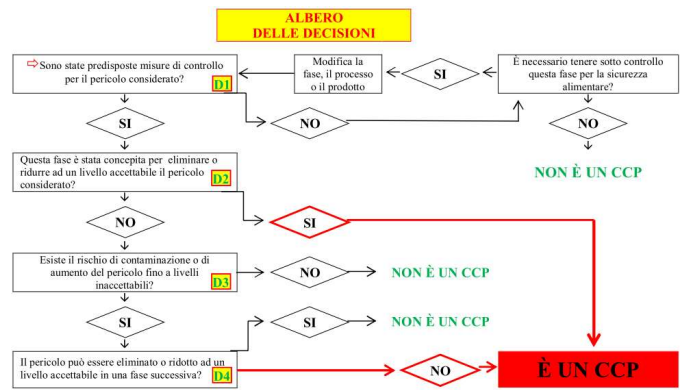 ALBERO
DELLE DECISIONI
Sono state predisposte misure di controllo
per il pericolo considerato?
D1
Modifica la
fase, il processo
o il prodotto
SI
È necessario tenere sotto controllo
questa fase per la sicurezza
alimentare?
SI
NO
NO
NON È UN CCP
Questa fase è stata concepita per eliminare o
ridurre ad un livello accettabile il pericolo
considerato?
D2
NO
SI
Esiste il rischio di contaminazione o di
aumento del pericolo fino a livelli
inaccettabili?
D3
NO
NON È UN CCP
SI
SI
NON È UN CCP
Il pericolo può essere eliminato o ridotto ad un
livello accettabile in una fase successiva?
D4
NO
È UN CCP